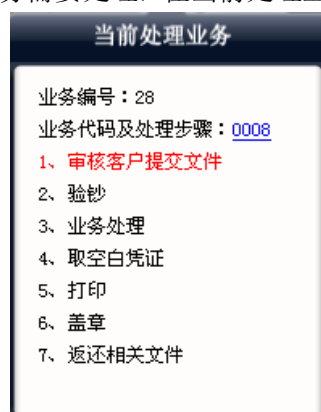 当前处理业务
业务编号：28
业务代码及处理步骤：0008
1、审核客户提交文件
2、验钞
3、业务处理
4、取空白凭证
5、打印
6、盖章
7、返还相关文件